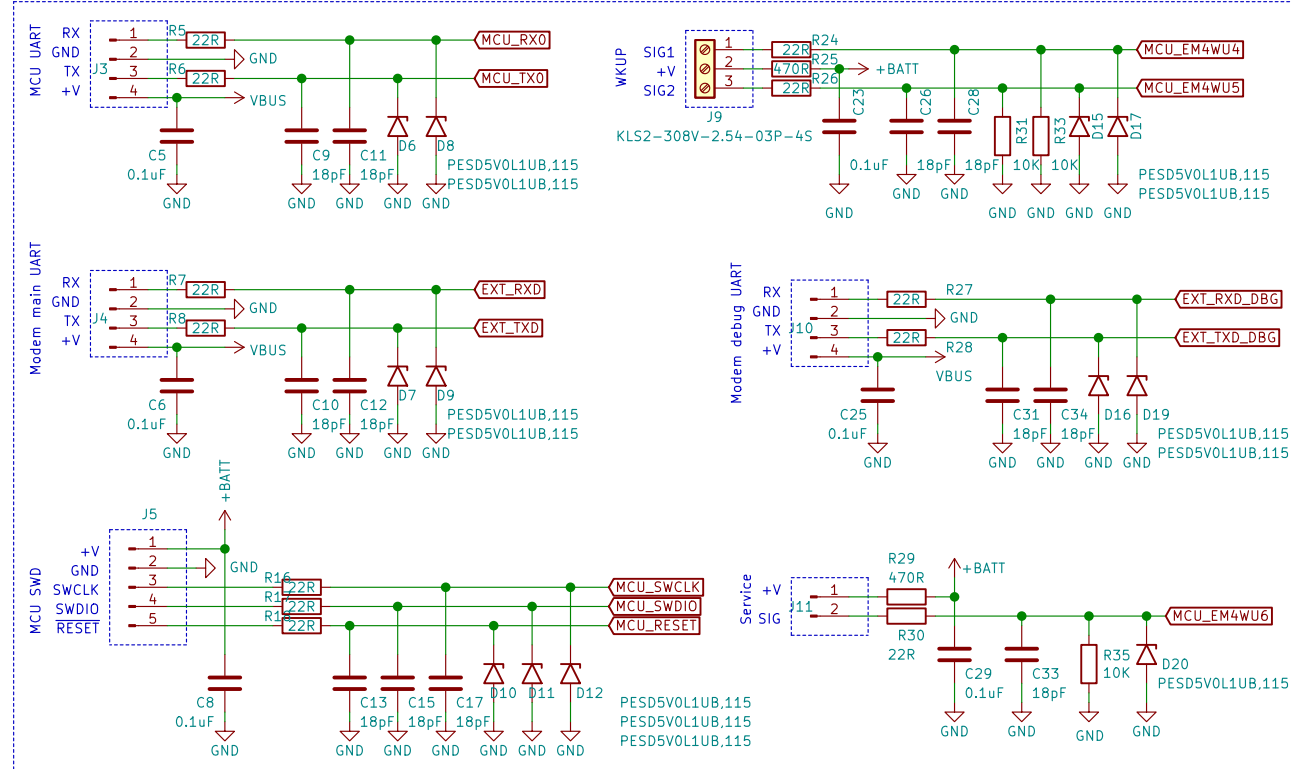 MCU UART
RX
GND
TX
+V
J3
1
2
3
4
R5
22R
R6
22R
GND
VBUS
MCU_RX0
MCU_TX0
C5
0.1uF
GND
C9
18pF
GND
C11
18pF
GND
D6
GND
D8
GND
PESD5V0L1UB,115
PESD5V0L1UB,115
WKUP
SIG1
+V
SIG2
1
2
3
J9
KLS2-308V-2.54-03P-4S
R24
22R
R25
470R
R26
22R
+BATT
MCU_EM4WU4
MCU_EM4WU5
C23
0.1uF
GND
C26
18pF
GND
C28
18pF
GND
R31
10K
GND
R33
10K
GND
D15
GND
D17
GND
PESD5V0L1UB,115
PESD5V0L1UB,115
Modem main UART
RX
GND
TX
+V
J4
1
2
3
4
R7
22R
R8
22R
GND
VBUS
EXT_RXD
EXT_TXD
C6
0.1uF
GND
C10
18pF
GND
C12
18pF
GND
D7
GND
D9
GND
PESD5V0L1UB,115
PESD5V0L1UB,115
Modem debug UART
RX
GND
TX
+V
J10
1
2
3
4
22R
R27
22R
R28
GND
VBUS
EXT_RXD_DBG
EXT_TXD_DBG
C25
0.1uF
GND
C31
18pF
GND
C34
18pF
GND
D16
GND
D19
GND
PESD5V0L1UB,115
PESD5V0L1UB,115
MCU SWD
J5
+V
GND
SWCLK
SWDIO
RESET
1
2
3
4
5
+BATT
GND
R16
22R
R17
22R
R18
22R
MCU_SWCLK
MCU_SWDIO
MCU_RESET
C8
0.1uF
GND
C13
18pF
GND
C15
18pF
GND
C17
18pF
GND
D10
GND
D11
GND
D12
GND
PESD5V0L1UB,115
PESD5V0L1UB,115
PESD5V0L1UB,115
Service
+V
SIG
J11
1
2
R29
470R
R30
22R
+BATT
MCU_EM4WU6
C29
0.1uF
GND
C33
18pF
GND
R35
10K
GND
D20
PESD5V0L1UB,115
GND